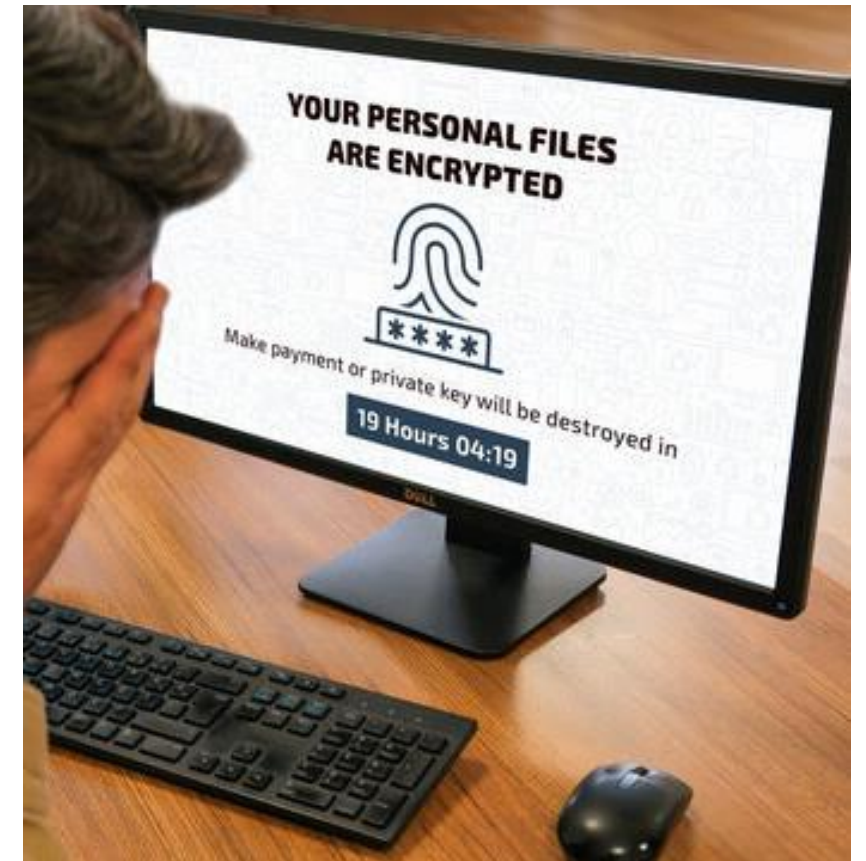 YOUR PERSONAL FILES
ARE ENCRYPTED
****
Make payment or private key will be destroyed in
19 Hours 04:19
DELL